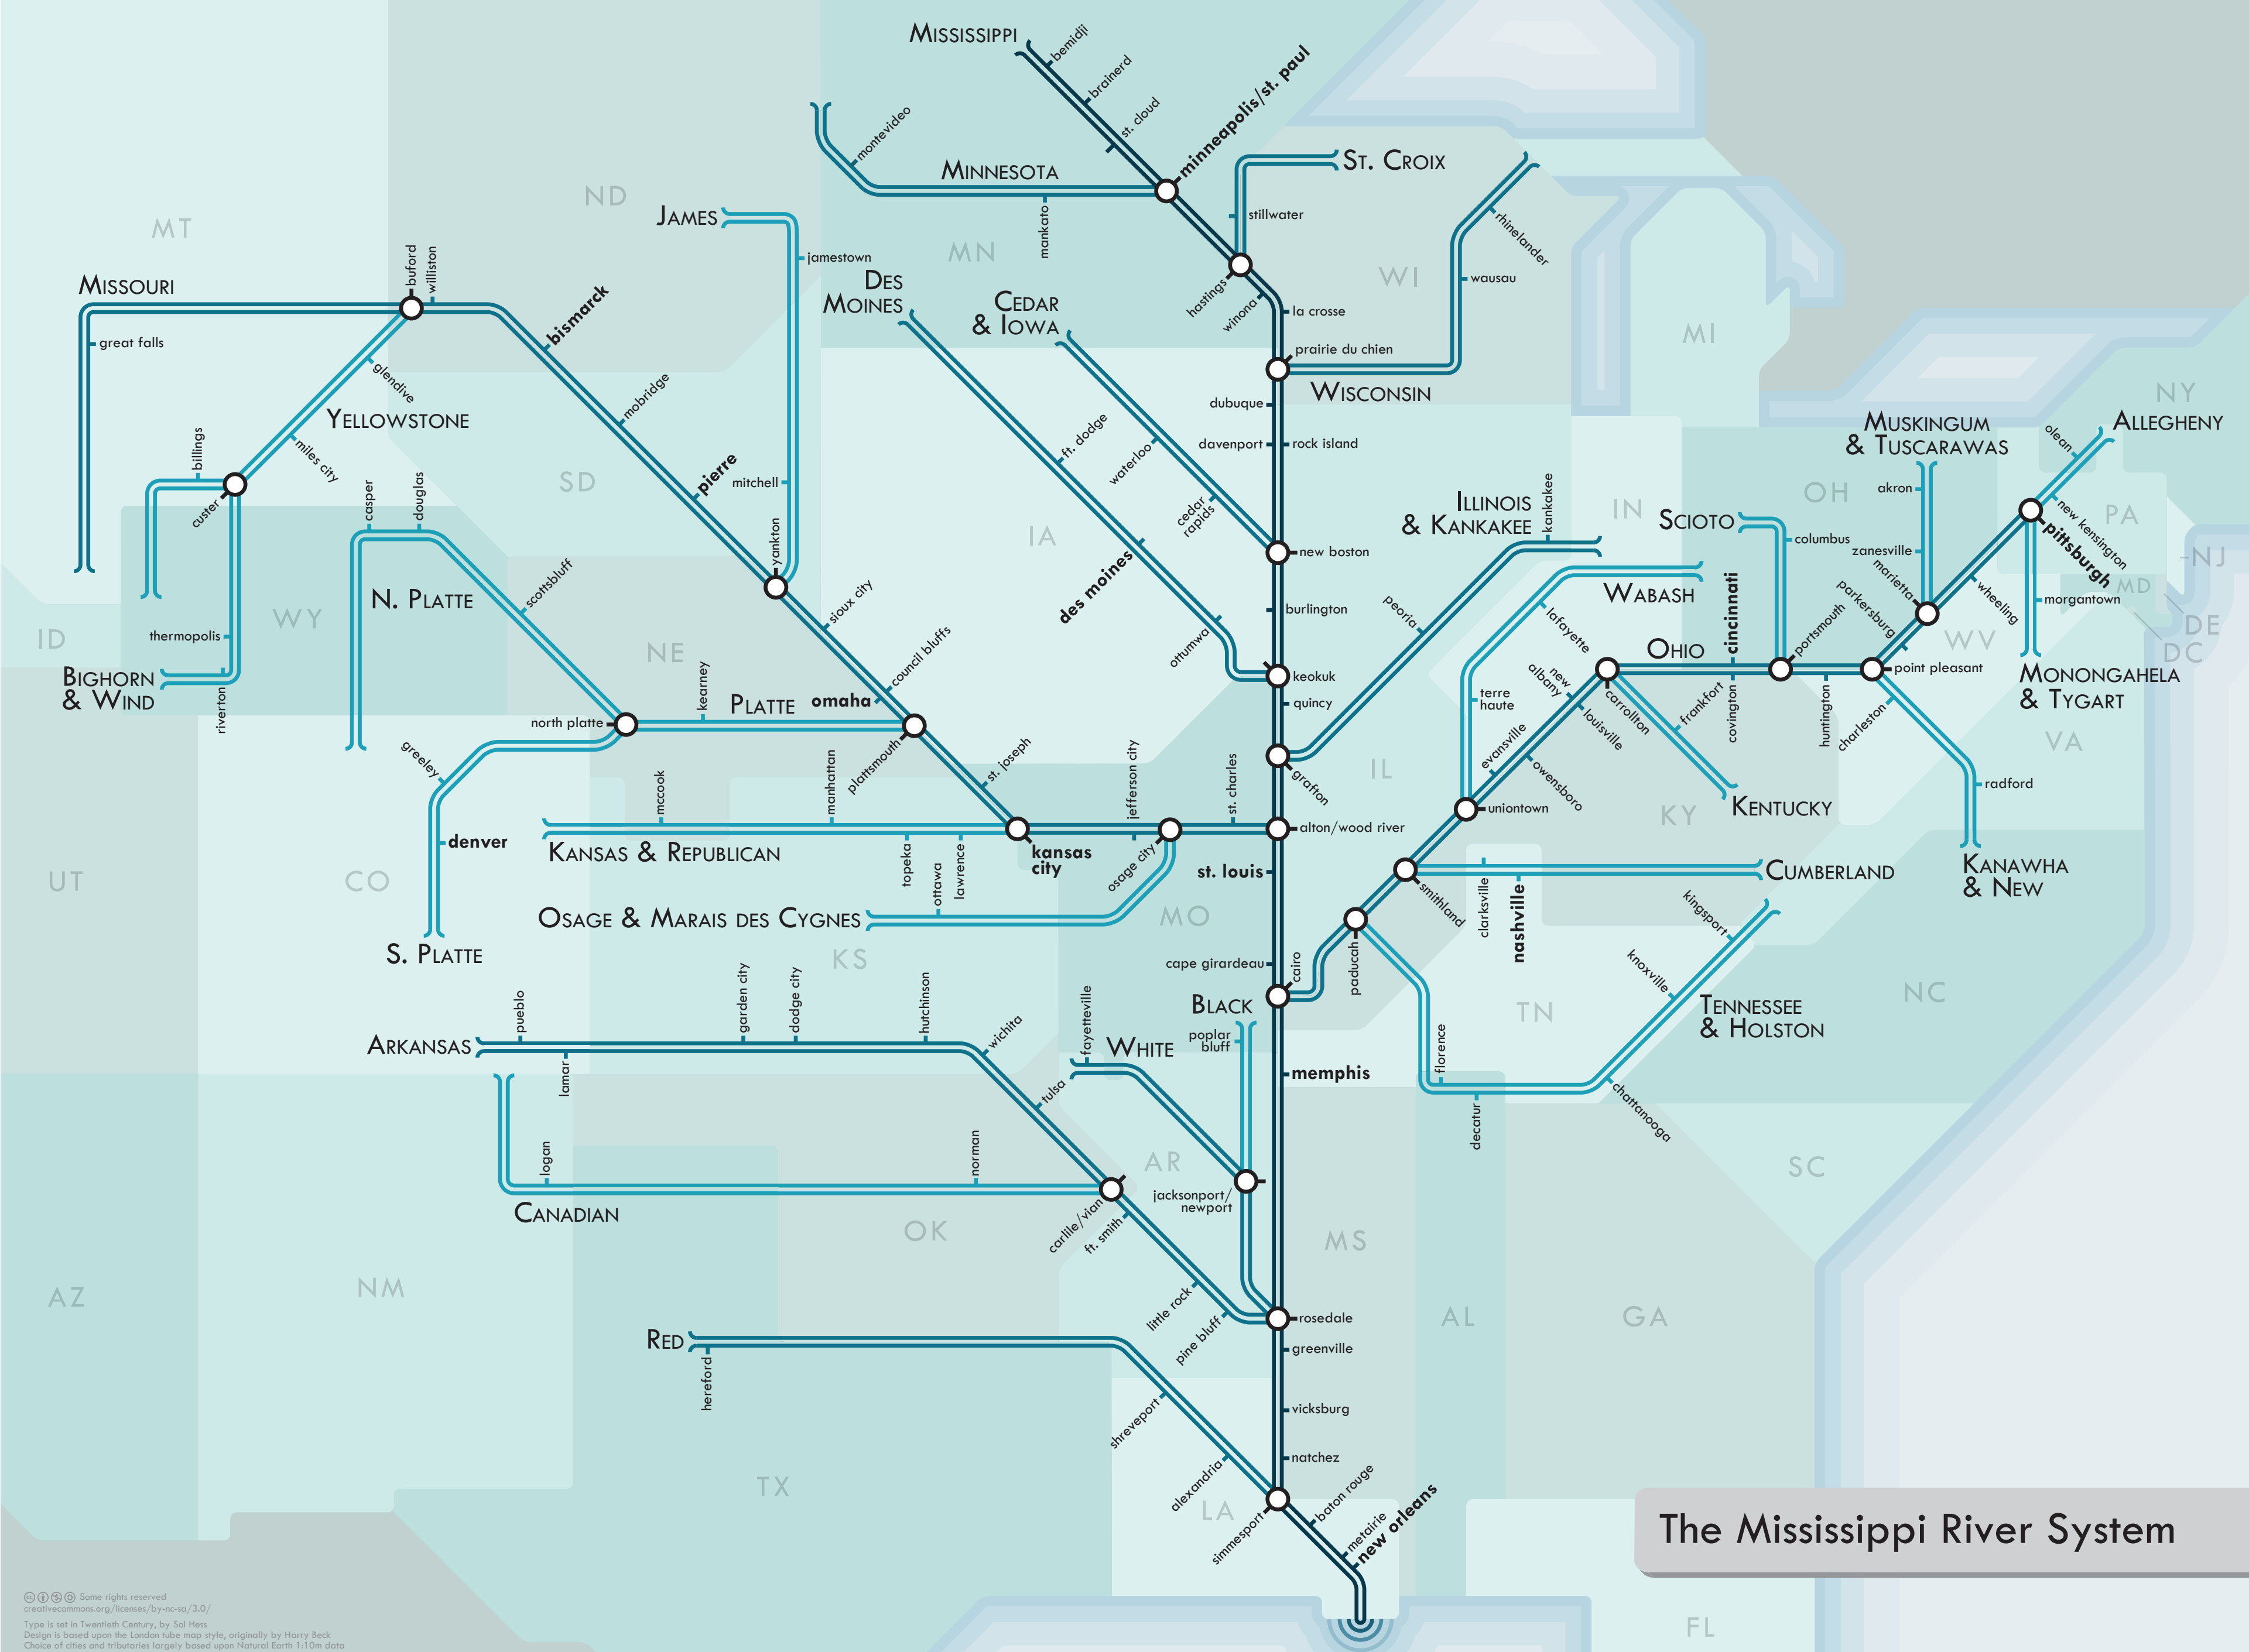 MISSISSIPPI
bemidji
brainerd
st. cloud
minneapolis/st. paul
montevideo
MINNESOTA
mankato
ST. CROIX
stillwater
rhinelander
wausau
hastings
winona
la crosse
prairie du chien
WISCONSIN
dubuque
davenport
rock island
MT
ND
MN
WI
MI
NY
JAMES
jamestown
mitchell
yankton
MISSOURI
great falls
buford
williston
bismarck
mobridge
pierre
glendive
YELLOWSTONE
miles city
billings
custer
thermopolis
riverton
BIGHORN
& WIND
DES
MOINES
ft. dodge
des moines
ottumwa
CEDAR
& IOWA
waterloo
cedar
rapids
new boston
burlington
keokuk
quincy
grafton
alton/wood river
SD
IA
IN
OH
PA
NJ
MD
DE
DC
WV
VA
ID
WY
NE
IL
KY
UT
CO
KS
MO
TN
NC
ILLINOIS
& KANKAKEE
kankakee
peoria
WABASH
lafayette
terre
haute
MUSKINGUM
& TUSCARAWAS
akron
zanesville
marietta
ALLEGHENY
olean
new kensington
pittsburgh
wheeling
morgantown
MONONGAHELA
& TYGART
SCIOTO
columbus
portsmouth
parkersburg
point pleasant
OHIO
cincinnati
covington
huntington
charleston
radford
KANAWHA
& NEW
new
albany
louisville
carrollton
frankfort
KENTUCKY
evansville
owensboro
uniontown
smithland
CUMBERLAND
clarksville
nashville
paducah
cairo
TENNESSEE
& HOLSTON
kingsport
knoxville
chattanooga
florence
decatur
casper
douglas
N. PLATTE
scottsbluff
north platte
kearney
PLATTE
omaha
sioux city
council bluffs
plattsmouth
st. joseph
greeley
denver
S. PLATTE
mccook
manhattan
KANSAS & REPUBLICAN
topeka
lawrence
ottawa
kansas
city
jefferson city
osage city
st. charles
OSAGE & MARAIS DES CYGNES
st. louis
cape girardeau
ARKANSAS
pueblo
lamar
garden city
dodge city
hutchinson
wichita
tulsa
fayetteville
WHITE
BLACK
poplar
bluff
memphis
jacksonport/
newport
logan
norman
CANADIAN
carlile/vian
ft. smith
little rock
pine bluff
rosedale
greenville
vicksburg
natchez
RED
hereford
shreveport
alexandria
simmesport
baton rouge
metairie
new orleans
AZ
NM
OK
AR
TX
LA
MS
AL
GA
SC
FL
The Mississippi River System
Some rights reserved
creativecommons.org/licenses/by-nc-sa/3.0/
Type is set in Twentieth Century, by Sol Hess
Design is based upon the London tube map style, originally by Harry Beck
Choice of cities and tributaries largely based upon Natural Earth 1:10m data